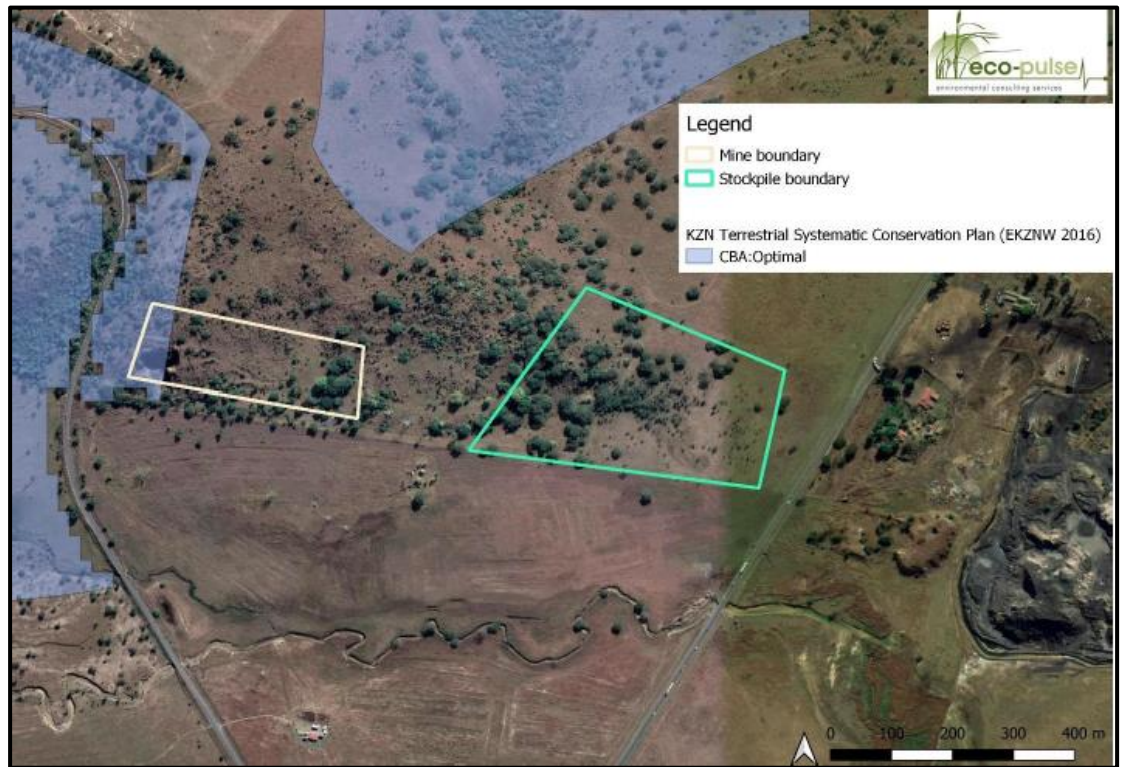 eco-pulse
environmental consulting services
Legend
Mine boundary
Stockpile boundary
KZN Terrestrial Systematic Conservation Plan (EKZNW 2016)
CBA:Optimal
0 100 200 300 400 m